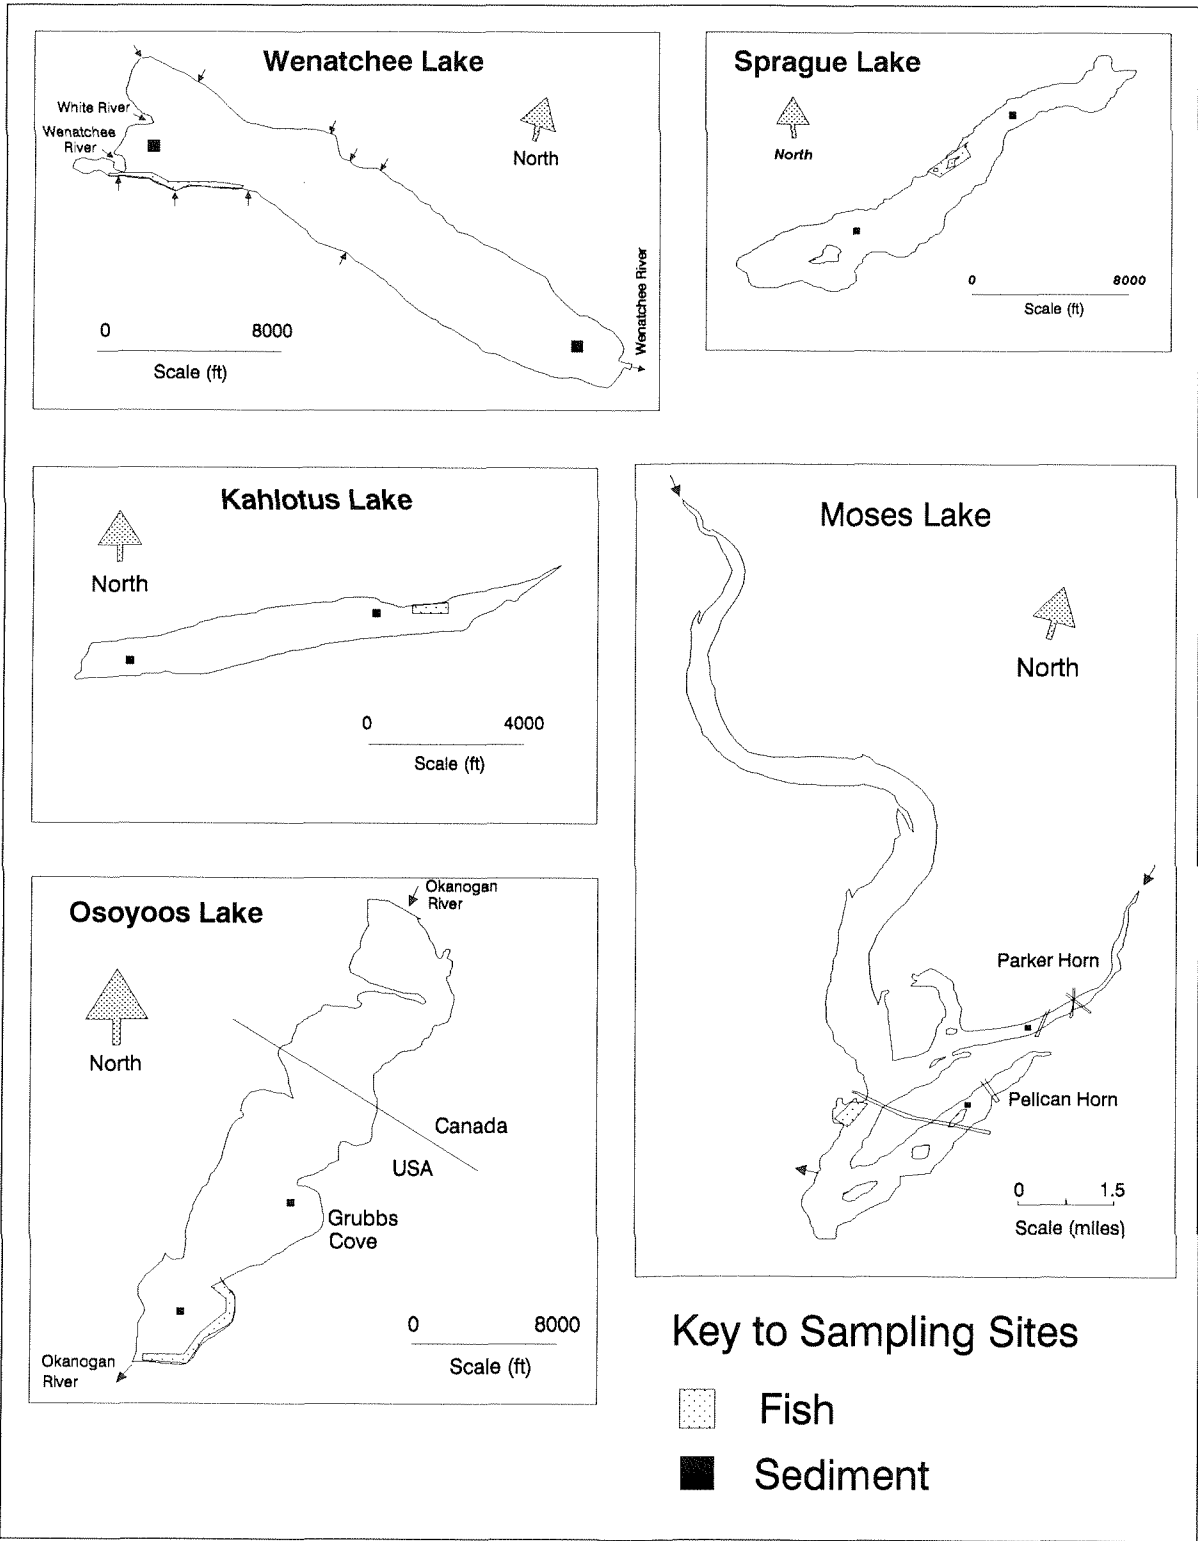 Wenatchee Lake
White River
Wenatchee
River
North
Wenatchee River
0 8000
Scale (ft)
Sprague Lake
North
0 8000
Scale (ft)
Kahlotus Lake
North
0 4000
Scale (ft)
Moses Lake
North
Parker Horn
Pelican Horn
0 1.5
Scale (miles)
Osoyoos Lake
Okanogan
River
North
Canada
USA
Grubbs
Cove
0 8000
Scale (ft)
Okanogan
River
Key to Sampling Sites
Fish
Sediment